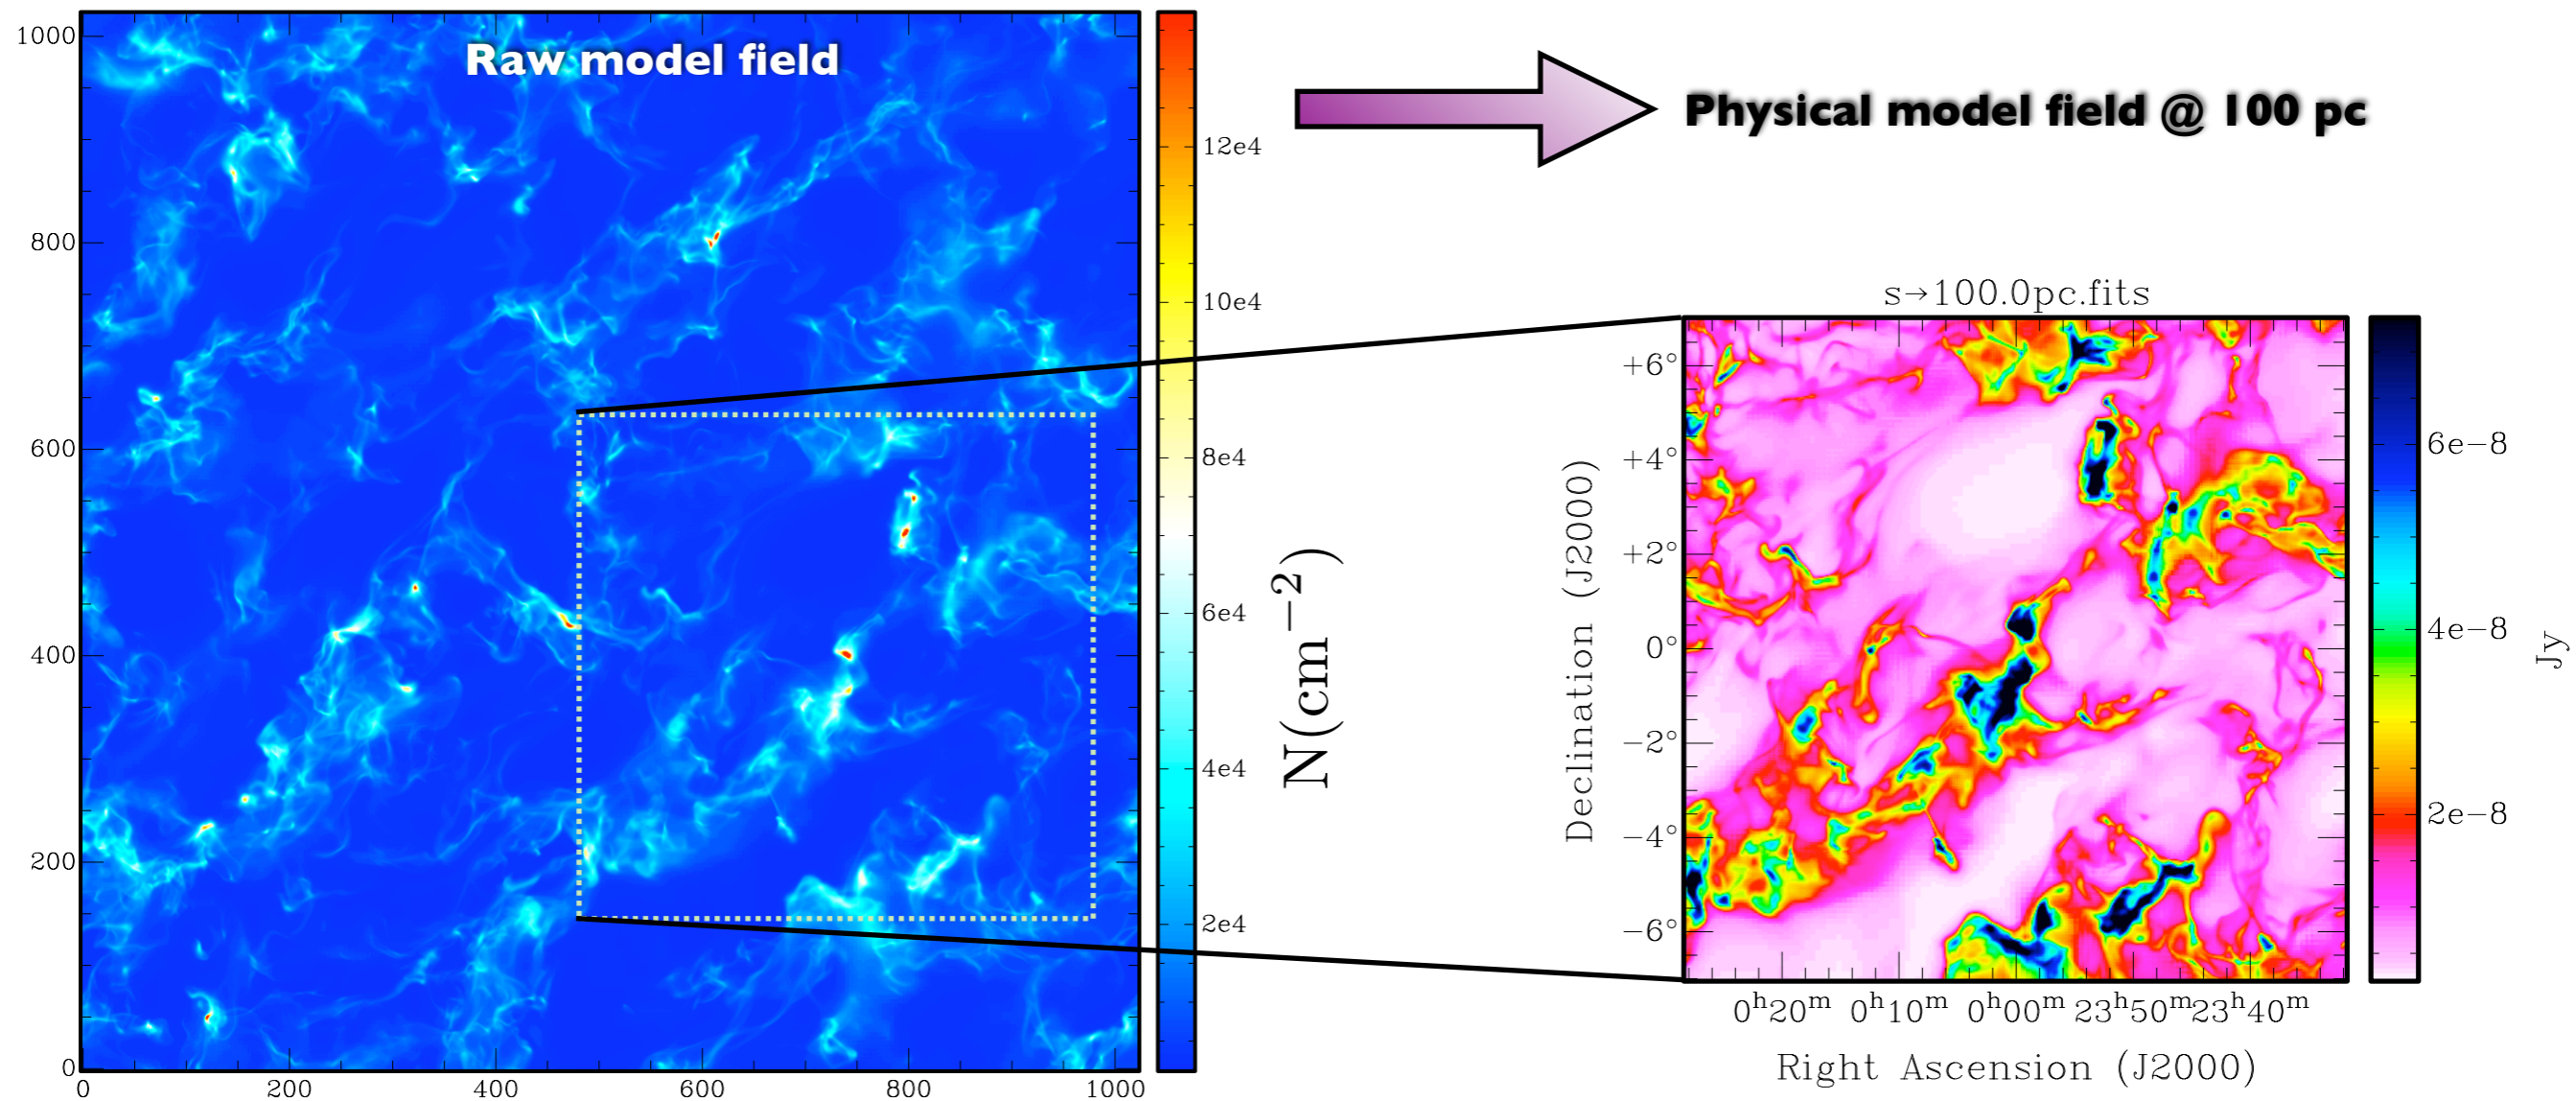 Raw model field
1000
800
600
400
200
0
0 200 400 600 800 1000
12e4
10e4
8e4
6e4
4e4
2e4
N(cm⁻²)
Physical model field @ 100 pc
s→100.0pc.fits
+6°
+4°
+2°
0°
−2°
−4°
−6°
Declination (J2000)
0ʰ20ᵐ 0ʰ10ᵐ 0ʰ00ᵐ 23ʰ50ᵐ 23ʰ40ᵐ
Right Ascension (J2000)
6e−8
4e−8
2e−8
Jy